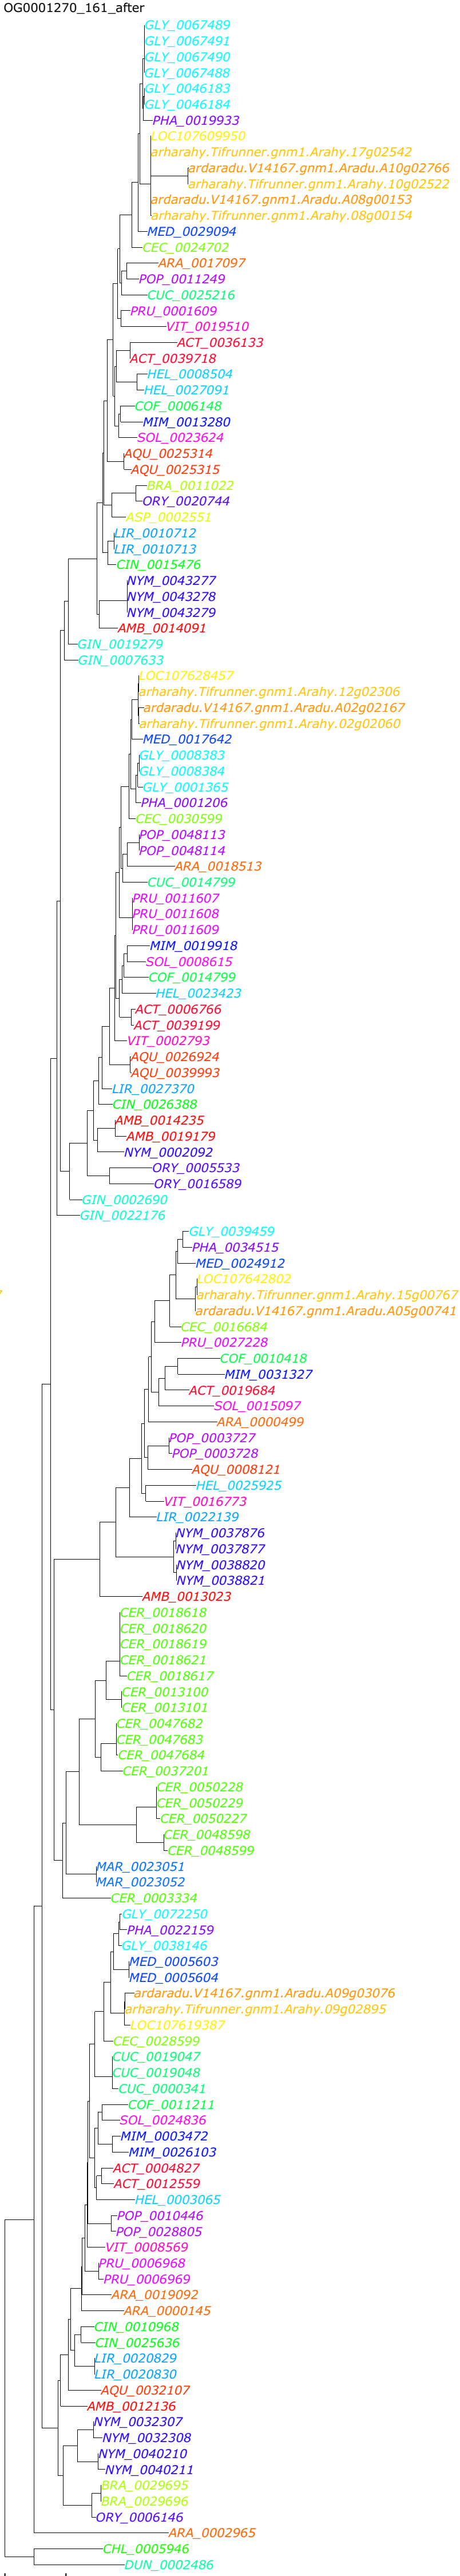 OG0001270_161_after
GLY_0067489
GLY_0067491
GLY_0067490
GLY_0067488
GLY_0046183
GLY_0046184
PHA_0019933
LOC107609950
arharahy.Tifrunner.gnm1.Arahy.17g02542
ardaradu.V14167.gnm1.Aradu.A10g02766
arharahy.Tifrunner.gnm1.Arahy.10g02522
ardaradu.V14167.gnm1.Aradu.A08g00153
arharahy.Tifrunner.gnm1.Arahy.08g00154
MED_0029094
CEC_0024702
ARA_0017097
POP_0011249
CUC_0025216
PRU_0001609
VIT_0019510
ACT_0036133
ACT_0039718
HEL_0008504
HEL_0027091
COF_0006148
MIM_0013280
SOL_0023624
AQU_0025314
AQU_0025315
BRA_0011022
ORY_0020744
ASP_0002551
LIR_0010712
LIR_0010713
CIN_0015476
NYM_0043277
NYM_0043278
NYM_0043279
AMB_0014091
GIN_0019279
GIN_0007633
LOC107628457
arharahy.Tifrunner.gnm1.Arahy.12g02306
ardaradu.V14167.gnm1.Aradu.A02g02167
arharahy.Tifrunner.gnm1.Arahy.02g02060
MED_0017642
GLY_0008383
GLY_0008384
GLY_0001365
PHA_0001206
CEC_0030599
POP_0048113
POP_0048114
ARA_0018513
CUC_0014799
PRU_0011607
PRU_0011608
PRU_0011609
MIM_0019918
SOL_0008615
COF_0014799
HEL_0023423
ACT_0006766
ACT_0039199
VIT_0002793
AQU_0026924
AQU_0039993
LIR_0027370
CIN_0026388
AMB_0014235
AMB_0019179
NYM_0002092
ORY_0005533
ORY_0016589
GIN_0002690
GIN_0022176
GLY_0039459
PHA_0034515
MED_0024912
LOC107642802
arharahy.Tifrunner.gnm1.Arahy.15g00767
ardaradu.V14167.gnm1.Aradu.A05g00741
CEC_0016684
PRU_0027228
COF_0010418
MIM_0031327
ACT_0019684
SOL_0015097
ARA_0000499
POP_0003727
POP_0003728
AQU_0008121
HEL_0025925
VIT_0016773
LIR_0022139
NYM_0037876
NYM_0037877
NYM_0038820
NYM_0038821
AMB_0013023
CER_0018618
CER_0018620
CER_0018619
CER_0018621
CER_0018617
CER_0013100
CER_0013101
CER_0047682
CER_0047683
CER_0047684
CER_0037201
CER_0050228
CER_0050229
CER_0050227
CER_0048598
CER_0048599
MAR_0023051
MAR_0023052
CER_0003334
GLY_0072250
PHA_0022159
GLY_0038146
MED_0005603
MED_0005604
ardaradu.V14167.gnm1.Aradu.A09g03076
arharahy.Tifrunner.gnm1.Arahy.09g02895
LOC107619387
CEC_0028599
CUC_0019047
CUC_0019048
CUC_0000341
COF_0011211
SOL_0024836
MIM_0003472
MIM_0026103
ACT_0004827
ACT_0012559
HEL_0003065
POP_0010446
POP_0028805
VIT_0008569
PRU_0006968
PRU_0006969
ARA_0019092
ARA_0000145
CIN_0010968
CIN_0025636
LIR_0020829
LIR_0020830
AQU_0032107
AMB_0012136
NYM_0032307
NYM_0032308
NYM_0040210
NYM_0040211
BRA_0029695
BRA_0029696
ORY_0006146
ARA_0002965
CHL_0005946
DUN_0002486